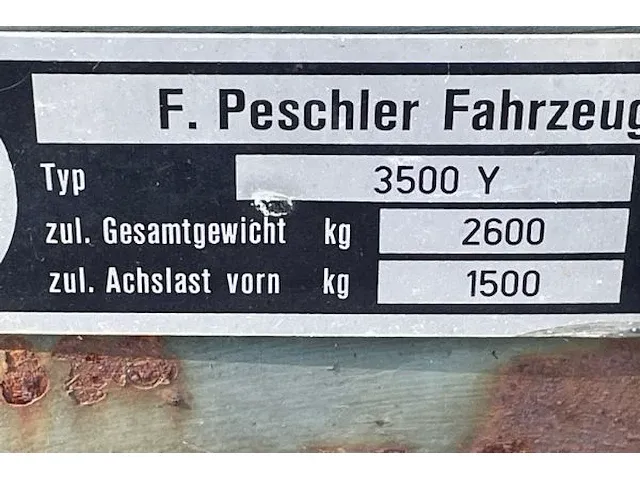 F. Peschler Fahrzeug
Typ 3500 Y
zul. Gesamtgewicht kg 2600
zul. Achslast vorn kg 1500